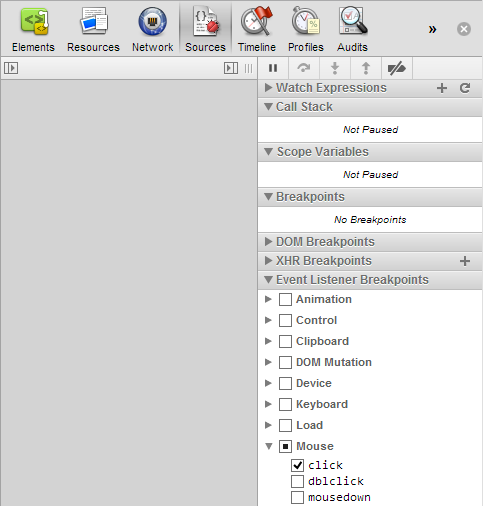 Elements Resources Network Sources Timeline Profiles Audits »
Watch Expressions
Call Stack
Not Paused
Scope Variables
Not Paused
Breakpoints
No Breakpoints
DOM Breakpoints
XHR Breakpoints
Event Listener Breakpoints
Animation
Control
Clipboard
DOM Mutation
Device
Keyboard
Load
Mouse
click
dblclick
mousedown